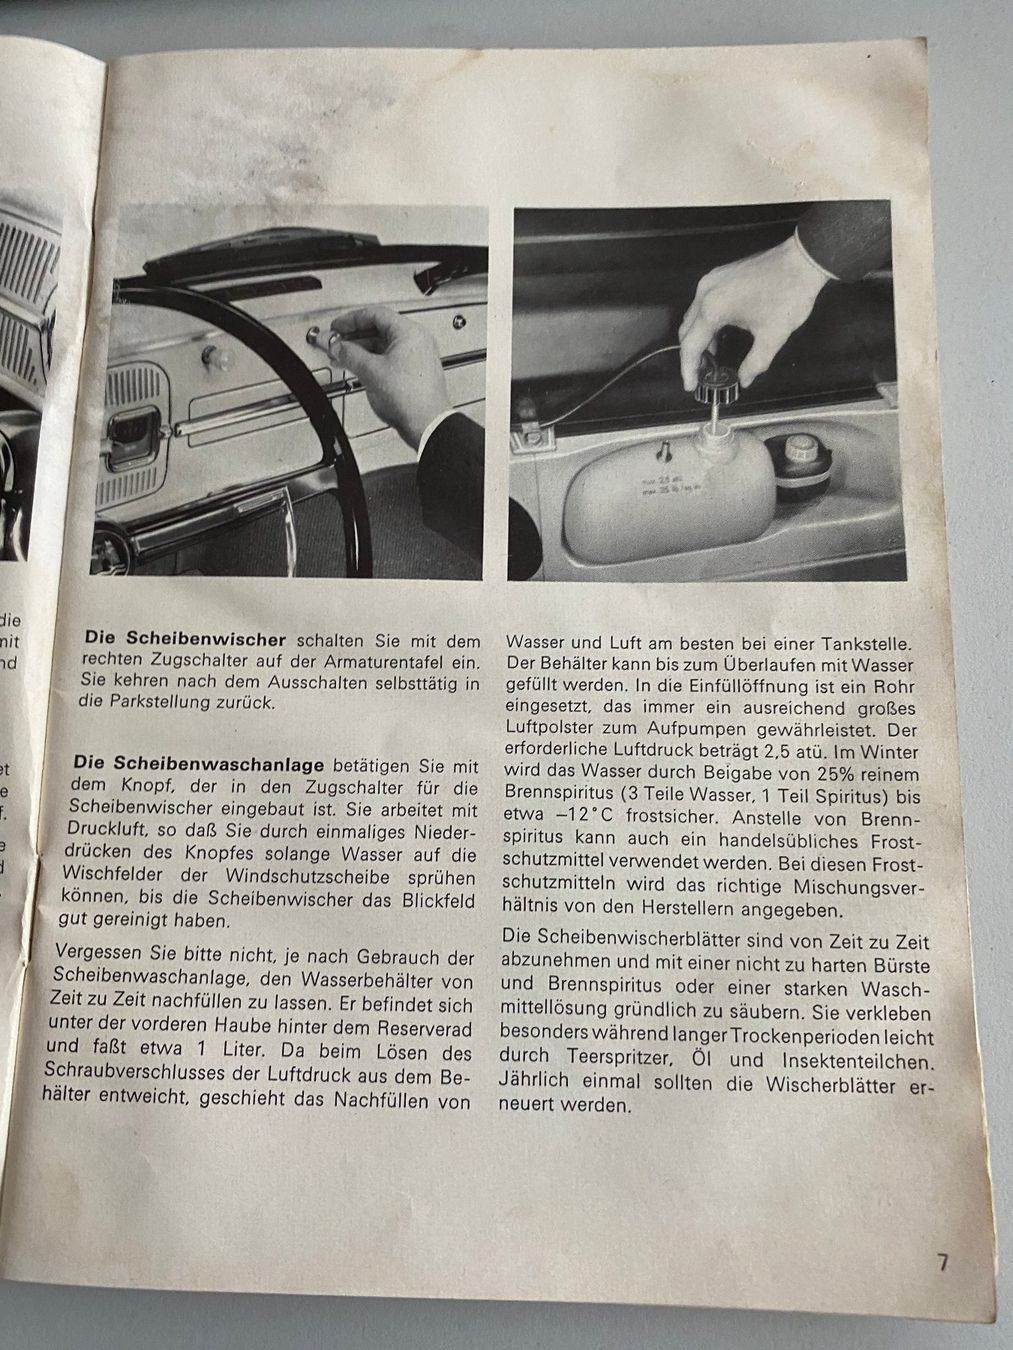 die
mit
nd
et
e
f.
e
d
Die Scheibenwischer schalten Sie mit dem
rechten Zugschalter auf der Armaturentafel ein.
Sie kehren nach dem Ausschalten selbsttätig in
die Parkstellung zurück.
Die Scheibenwaschanlage betätigen Sie mit
dem Knopf, der in den Zugschalter für die
Scheibenwischer eingebaut ist. Sie arbeitet mit
Druckluft, so daß Sie durch einmaliges Nieder-
drücken des Knopfes solange Wasser auf die
Wischfelder der Windschutzscheibe sprühen
können, bis die Scheibenwischer das Blickfeld
gut gereinigt haben.
Vergessen Sie bitte nicht, je nach Gebrauch der
Scheibenwaschanlage, den Wasserbehälter von
Zeit zu Zeit nachfüllen zu lassen. Er befindet sich
unter der vorderen Haube hinter dem Reserverad
und faßt etwa 1 Liter. Da beim Lösen des
Schraubverschlusses der Luftdruck aus dem Be-
hälter entweicht, geschieht das Nachfüllen von
max. 2,5 atü
max. 35 lb/sq.in
Wasser und Luft am besten bei einer Tankstelle.
Der Behälter kann bis zum Überlaufen mit Wasser
gefüllt werden. In die Einfüllöffnung ist ein Rohr
eingesetzt, das immer ein ausreichend großes
Luftpolster zum Aufpumpen gewährleistet. Der
erforderliche Luftdruck beträgt 2,5 atü. Im Winter
wird das Wasser durch Beigabe von 25% reinem
Brennspiritus (3 Teile Wasser, 1 Teil Spiritus) bis
etwa –12°C frostsicher. Anstelle von Brenn-
spiritus kann auch ein handelsübliches Frost-
schutzmittel verwendet werden. Bei diesen Frost-
schutzmitteln wird das richtige Mischungsver-
hältnis von den Herstellern angegeben.
Die Scheibenwischerblätter sind von Zeit zu Zeit
abzunehmen und mit einer nicht zu harten Bürste
und Brennspiritus oder einer starken Wasch-
mittellösung gründlich zu säubern. Sie verkleben
besonders während langer Trockenperioden leicht
durch Teerspritzer, Öl und Insektenteilchen.
Jährlich einmal sollten die Wischerblätter er-
neuert werden.
7